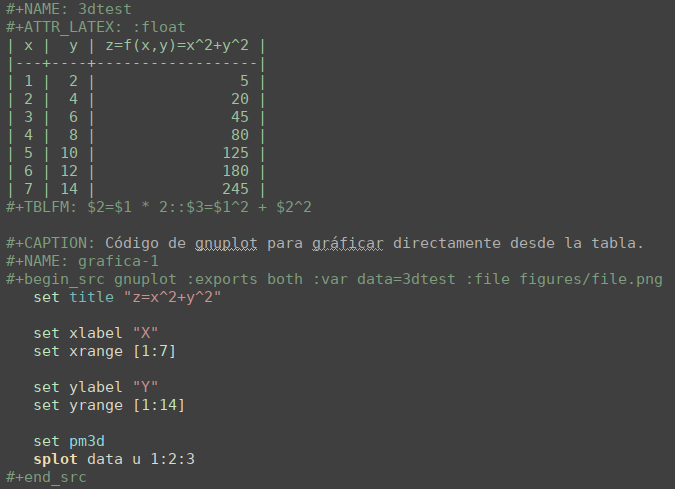 #+NAME: 3dtest
#+ATTR_LATEX: :float
| x |  y | z=f(x,y)=x^2+y^2 |
|---+----+------------------|
| 1 |  2 |                5 |
| 2 |  4 |               20 |
| 3 |  6 |               45 |
| 4 |  8 |               80 |
| 5 | 10 |              125 |
| 6 | 12 |              180 |
| 7 | 14 |              245 |
#+TBLFM: $2=$1 * 2::$3=$1^2 + $2^2

#+CAPTION: Código de gnuplot para gráficar directamente desde la tabla.
#+NAME: grafica-1
#+begin_src gnuplot :exports both :var data=3dtest :file figures/file.png
   set title "z=x^2+y^2"

   set xlabel "X"
   set xrange [1:7]

   set ylabel "Y"
   set yrange [1:14]

   set pm3d
   splot data u 1:2:3
#+end_src